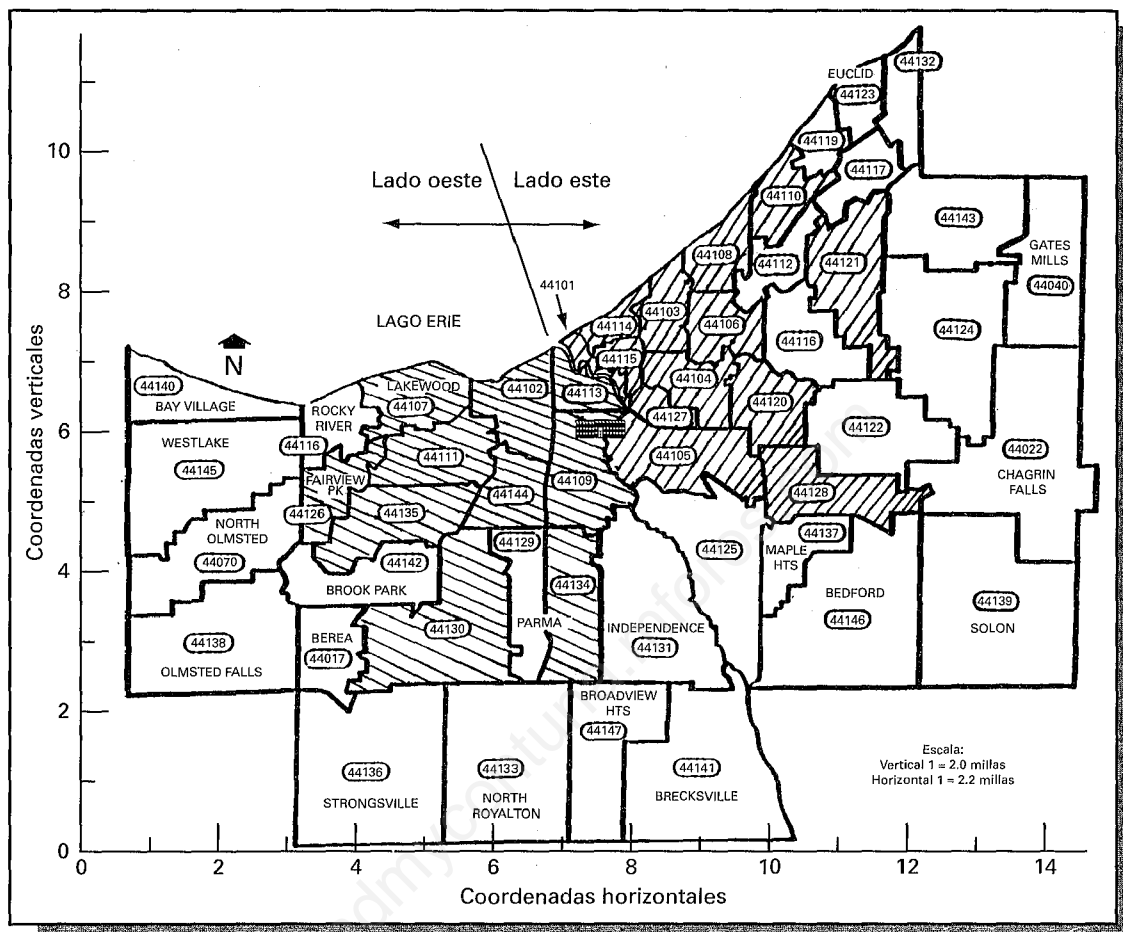 44132
EUCLID
44123
44119
10
44117
Lado oeste
Lado este
44110
44143
GATES
MILLS
44108
44112
44121
44101
44040
8
44103
LAGO ERIE
44114
44106
44124
44116
N
44115
44140
LAKEWOOD
44102
44113
44104
BAY VILLAGE
ROCKY
RIVER
44107
44120
44127
6
WESTLAKE
44116
44122
44145
44111
44105
44022
CHAGRIN
FALLS
FAIRVIEW
PK
44109
44144
44128
NORTH
OLMSTED
44126
44135
44129
44125
44137
MAPLE
HTS
44070
44142
4
BROOK PARK
44134
BEDFORD
44146
44139
SOLON
44138
OLMSTED FALLS
BEREA
44017
44130
PARMA
INDEPENDENCE
44131
2
BROADVIEW
HTS
44147
Escala:
Vertical 1 = 2.0 millas
Horizontal 1 = 2.2 millas
44136
STRONGSVILLE
44133
NORTH
ROYALTON
44141
BRECKSVILLE
0
0
2
4
6
8
10
12
14
Coordenadas verticales
Coordenadas horizontales